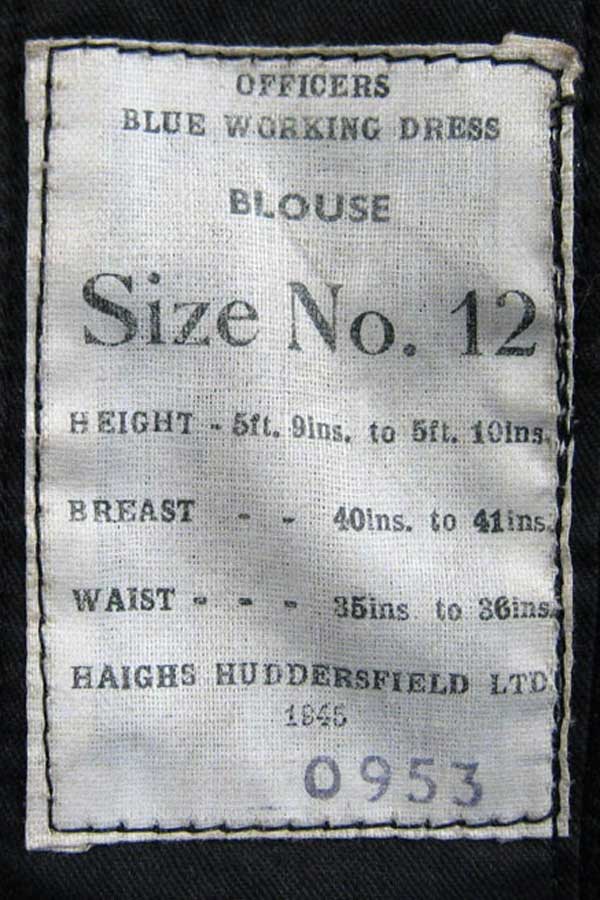 OFFICERS
BLUE WORKING DRESS
BLOUSE
Size No. 12
HEIGHT - 5ft. 9ins. to 5ft. 10ins.
BREAST - - 40ins. to 41ins.
WAIST - - - 35ins to 36ins.
HAIGHS HUDDERSFIELD LTD
1945
0953